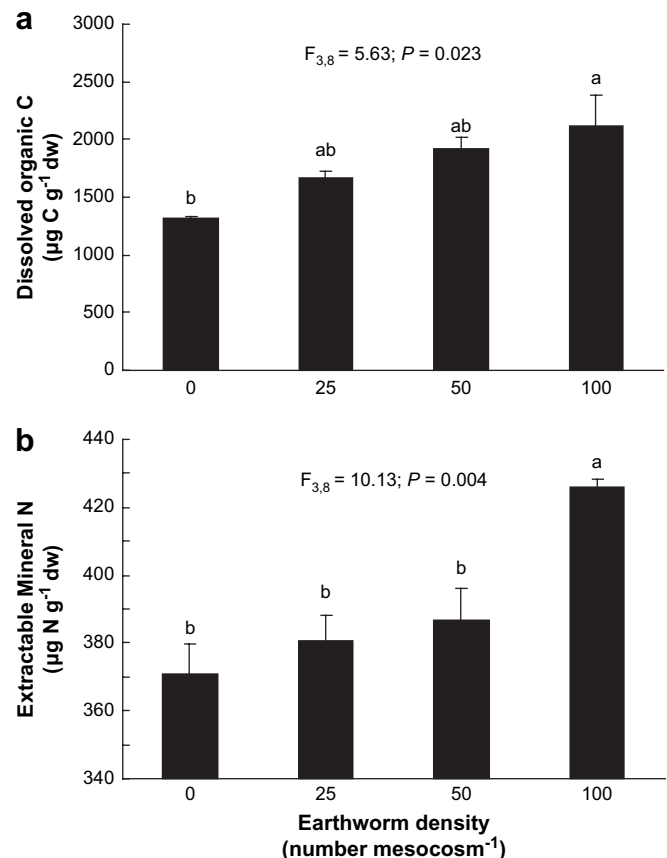 a
3000
2500
2000
1500
1000
500
0
Dissolved organic C
(µg C g⁻¹ dw)
F₃,₈ = 5.63; P = 0.023
b
ab
ab
a
0 25 50 100
b
440
420
400
380
360
340
Extractable Mineral N
(µg N g⁻¹ dw)
F₃,₈ = 10.13; P = 0.004
b
b
b
a
0 25 50 100
Earthworm density
(number mesocosm⁻¹)